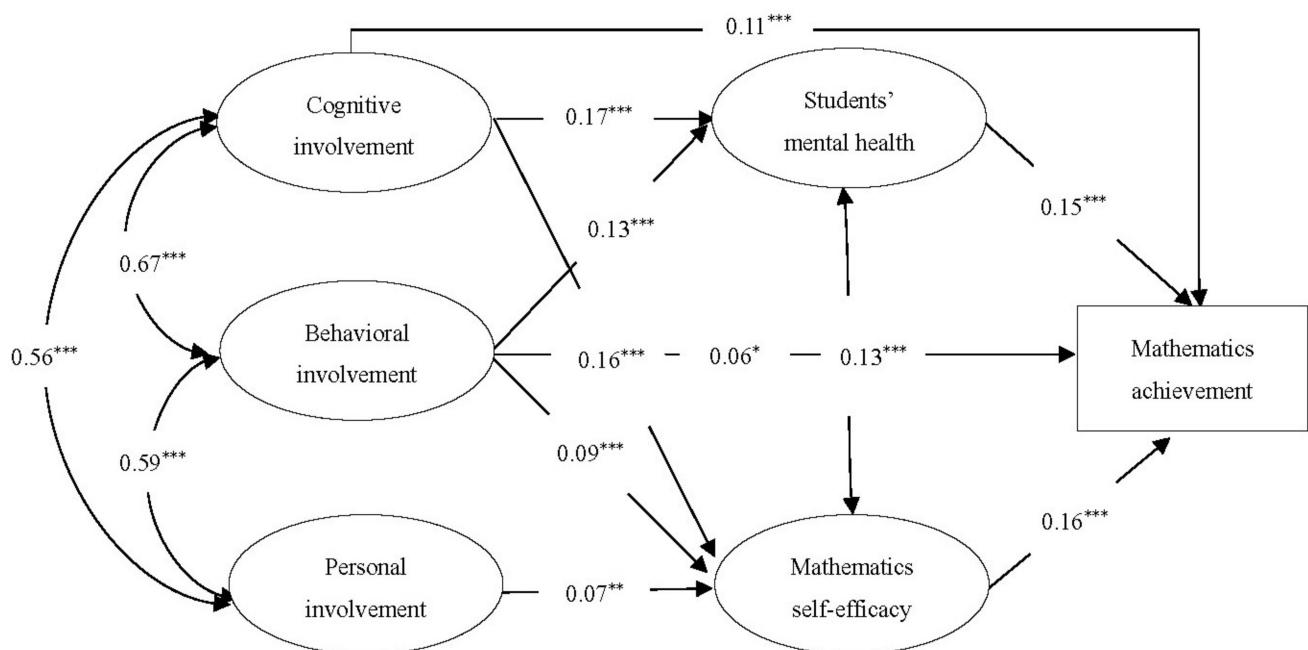 0.11***
Cognitive
involvement
0.17***
Students’
mental health
0.13***
0.15***
0.67***
Behavioral
involvement
0.56***
0.16***
0.06*
0.13***
Mathematics
achievement
0.59***
0.09***
0.16***
Personal
involvement
0.07**
Mathematics
self-efficacy